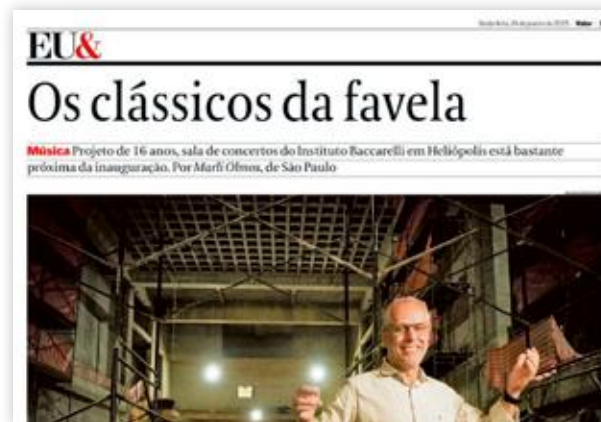 Valor
EU&
Os clássicos da favela
Música Projeto de 16 anos, sala de concertos do Instituto Baccarelli em Heliópolis está bastante
próxima da inauguração. Por Marli Olmos, de São Paulo